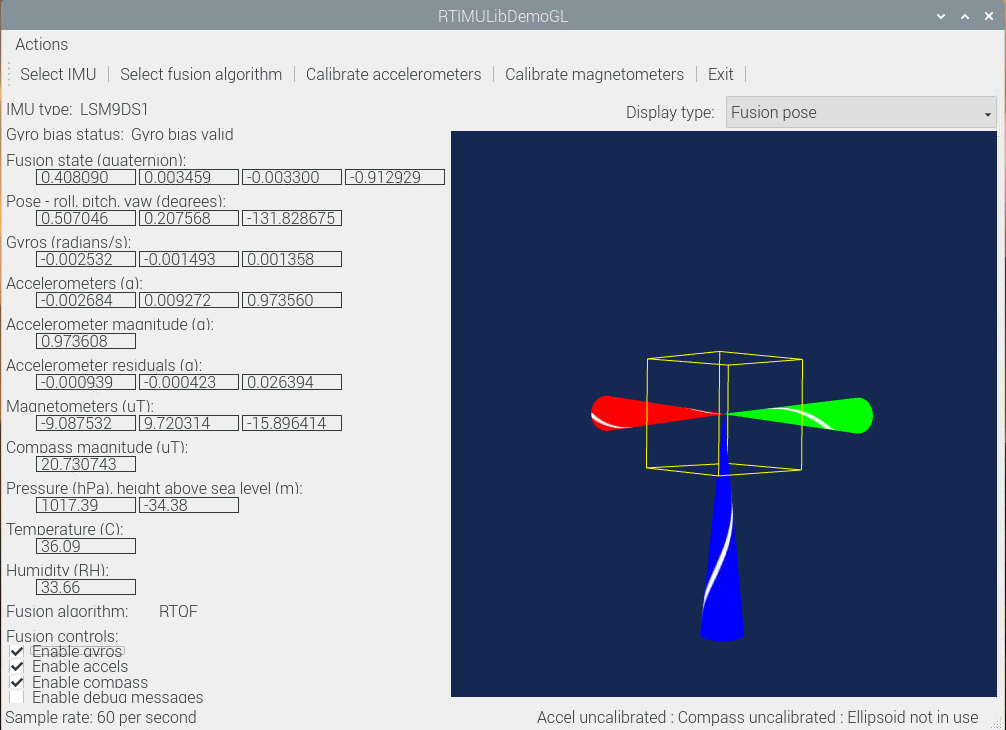 RTIMULibDemoGL
Actions
Select IMU Select fusion algorithm Calibrate accelerometers Calibrate magnetometers Exit
IMU type: LSM9DS1
Display type: Fusion pose
Gyro bias status: Gyro bias valid
Fusion state (quaternion):
0.408090 0.003459 -0.003300 -0.912929
Pose - roll, pitch, yaw (degrees):
0.507046 0.207568 -131.828675
Gyros (radians/s):
-0.002532 -0.001493 0.001358
Accelerometers (g):
-0.002684 0.009272 0.973560
Accelerometer magnitude (g):
0.973608
Accelerometer residuals (g):
-0.000939 -0.000423 0.026394
Magnetometers (uT):
-9.087532 9.720314 -15.896414
Compass magnitude (uT):
20.730743
Pressure (hPa), height above sea level (m):
1017.39 -34.38
Temperature (C):
36.09
Humidity (RH):
33.66
Fusion algorithm: RTQF
Fusion controls:
Enable gyros
Enable accels
Enable compass
Enable debug messages
Sample rate: 60 per second
Accel uncalibrated : Compass uncalibrated : Ellipsoid not in use